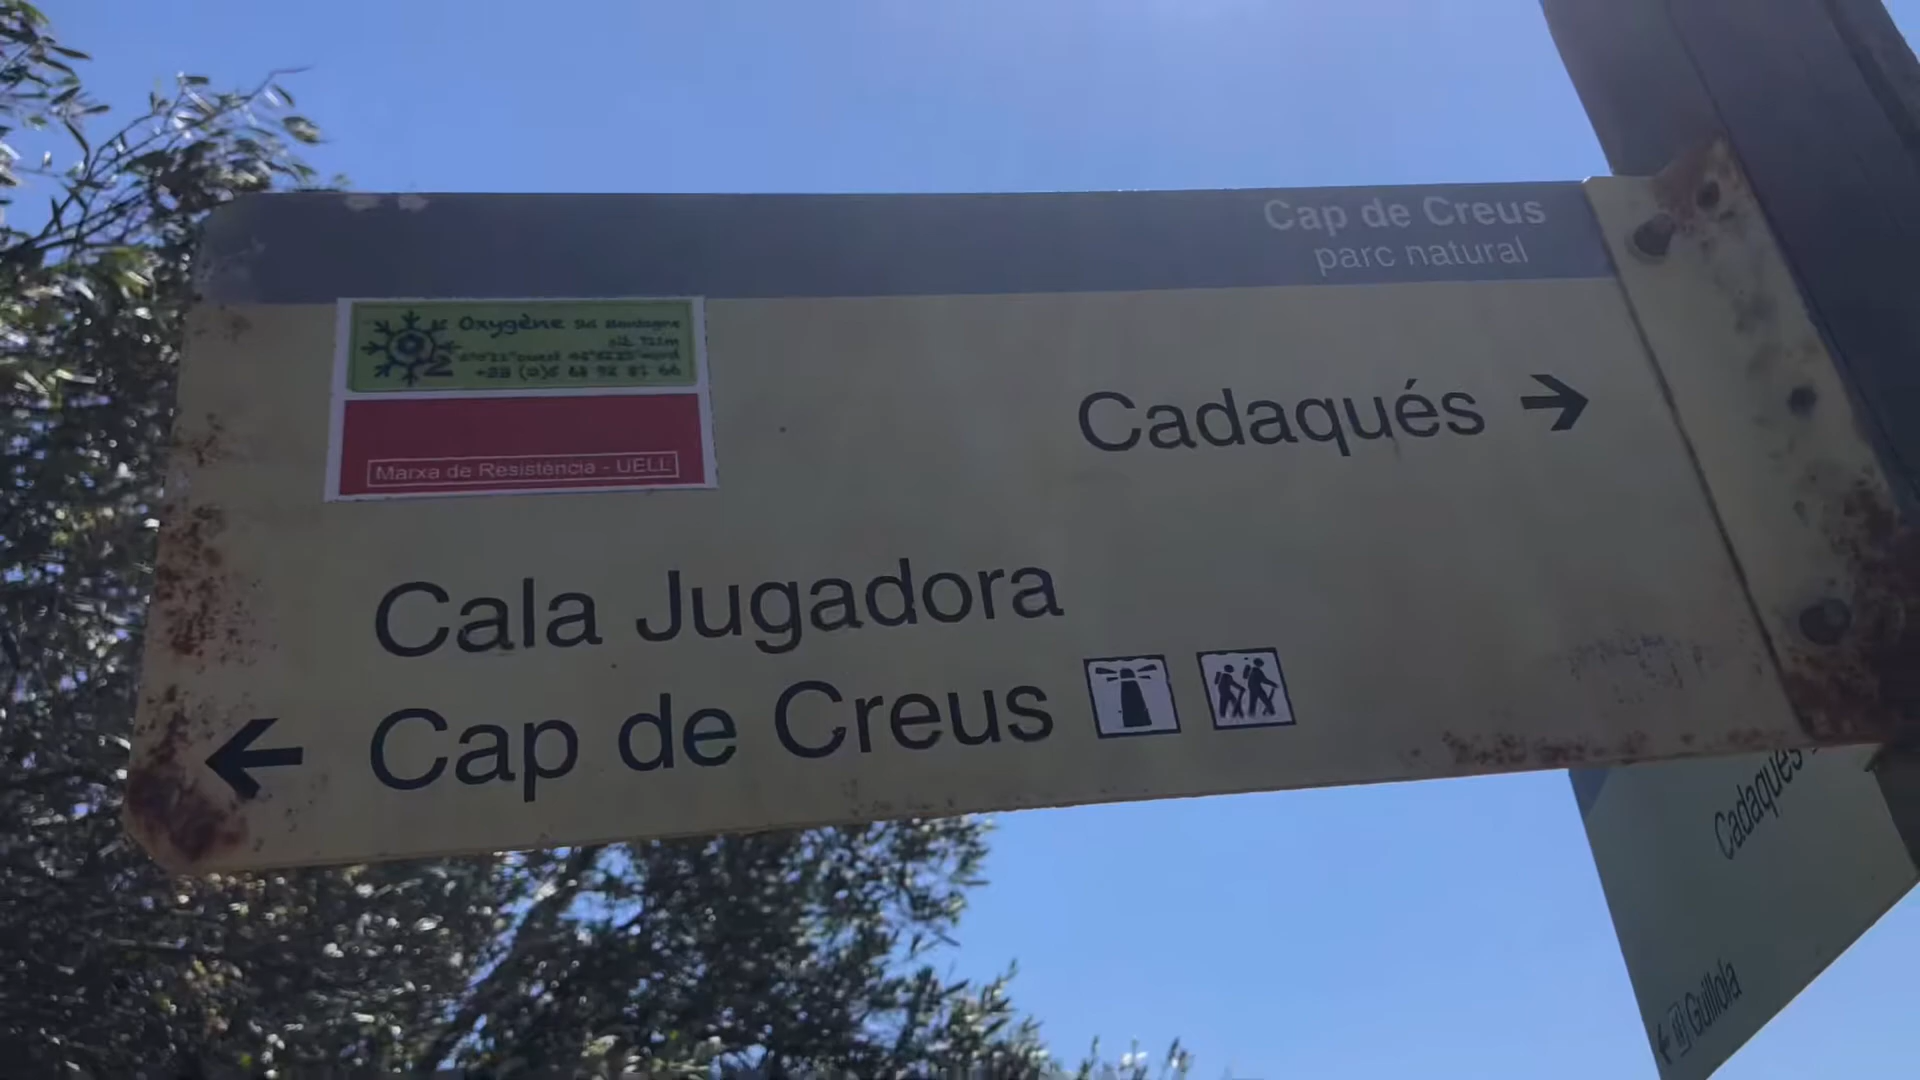 Cap de Creus
parc natural
Oxygène
Marxa de Resistència - UELL
Cadaqués →
Cala Jugadora
← Cap de Creus
Cadaqués
← Guillola